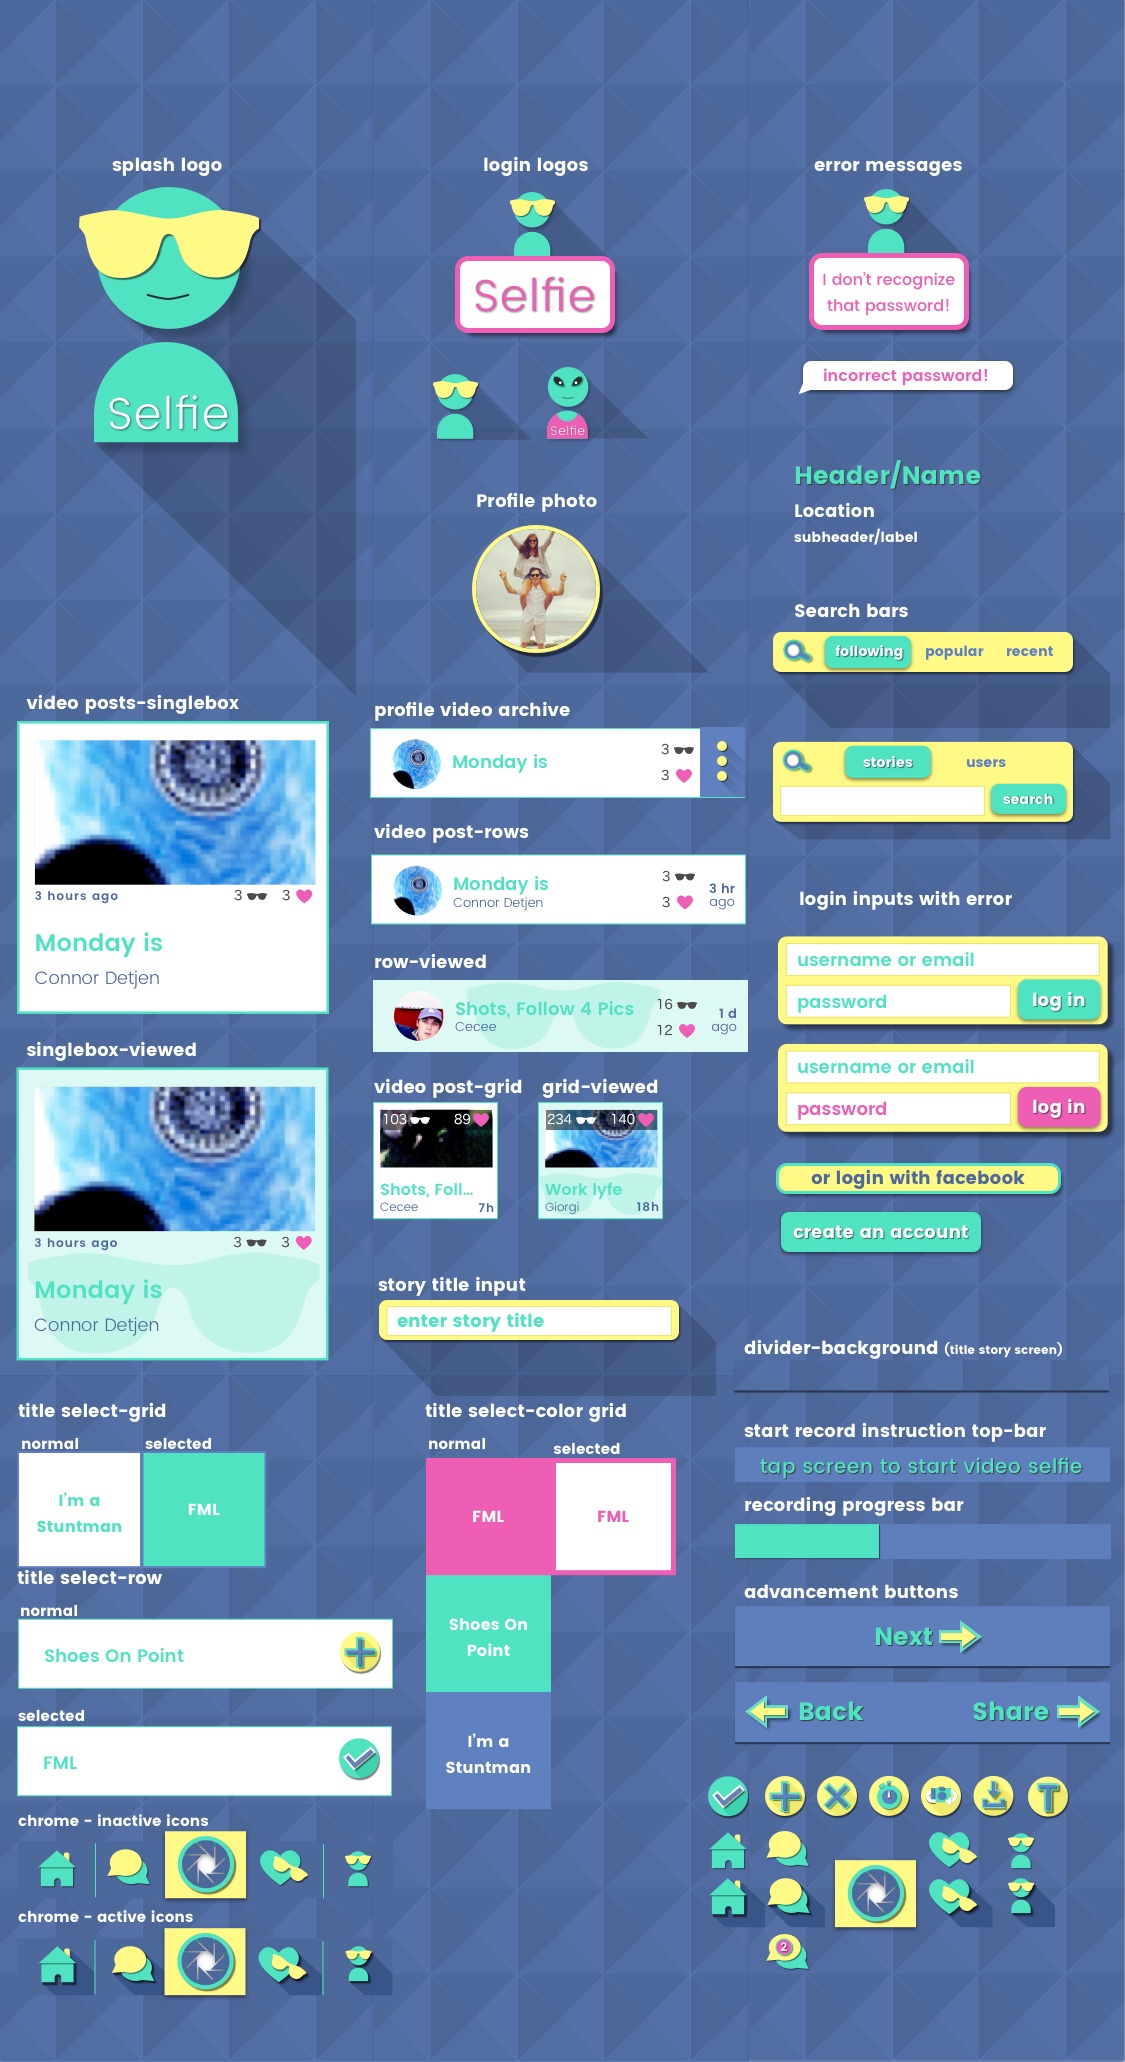 splash logo
Selfie
login logos
Selfie
Selfie
error messages
I don't recognize
that password!
incorrect password!
Header/Name
Location
subheader/label
Profile photo
Search bars
following popular recent
stories users
search
video posts-singlebox
3 hours ago 3 3
Monday is
Connor Detjen
singlebox-viewed
3 hours ago 3 3
Monday is
Connor Detjen
profile video archive
Monday is
3
3
video post-rows
Monday is
Connor Detjen
3
3
3 hr
ago
row-viewed
Shots, Follow 4 Pics
Cecee
16
12
1 d
ago
video post-grid
103 89
Shots, Foll...
Cecee 7h
grid-viewed
234 140
Work lyfe
Giorgi 18h
story title input
enter story title
login inputs with error
username or email
password log in
username or email
password log in
or login with facebook
create an account
divider-background (title story screen)
start record instruction top-bar
tap screen to start video selfie
recording progress bar
advancement buttons
Next
Back Share
T
2
title select-grid
normal selected
I'm a
Stuntman
FML
title select-row
normal
Shoes On Point
selected
FML
chrome - inactive icons
chrome - active icons
title select-color grid
normal selected
FML FML
Shoes On
Point
I'm a
Stuntman